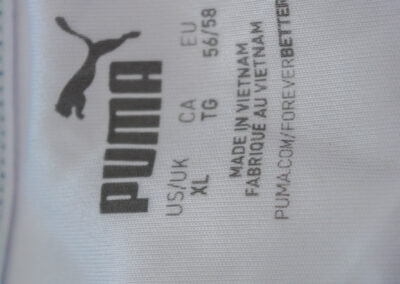 PUMA
US/UK CA EU
XL TG 56/58
MADE IN VIETNAM
FABRIQUÉ AU VIETNAM
PUMA.COM/FOREVERBETTER